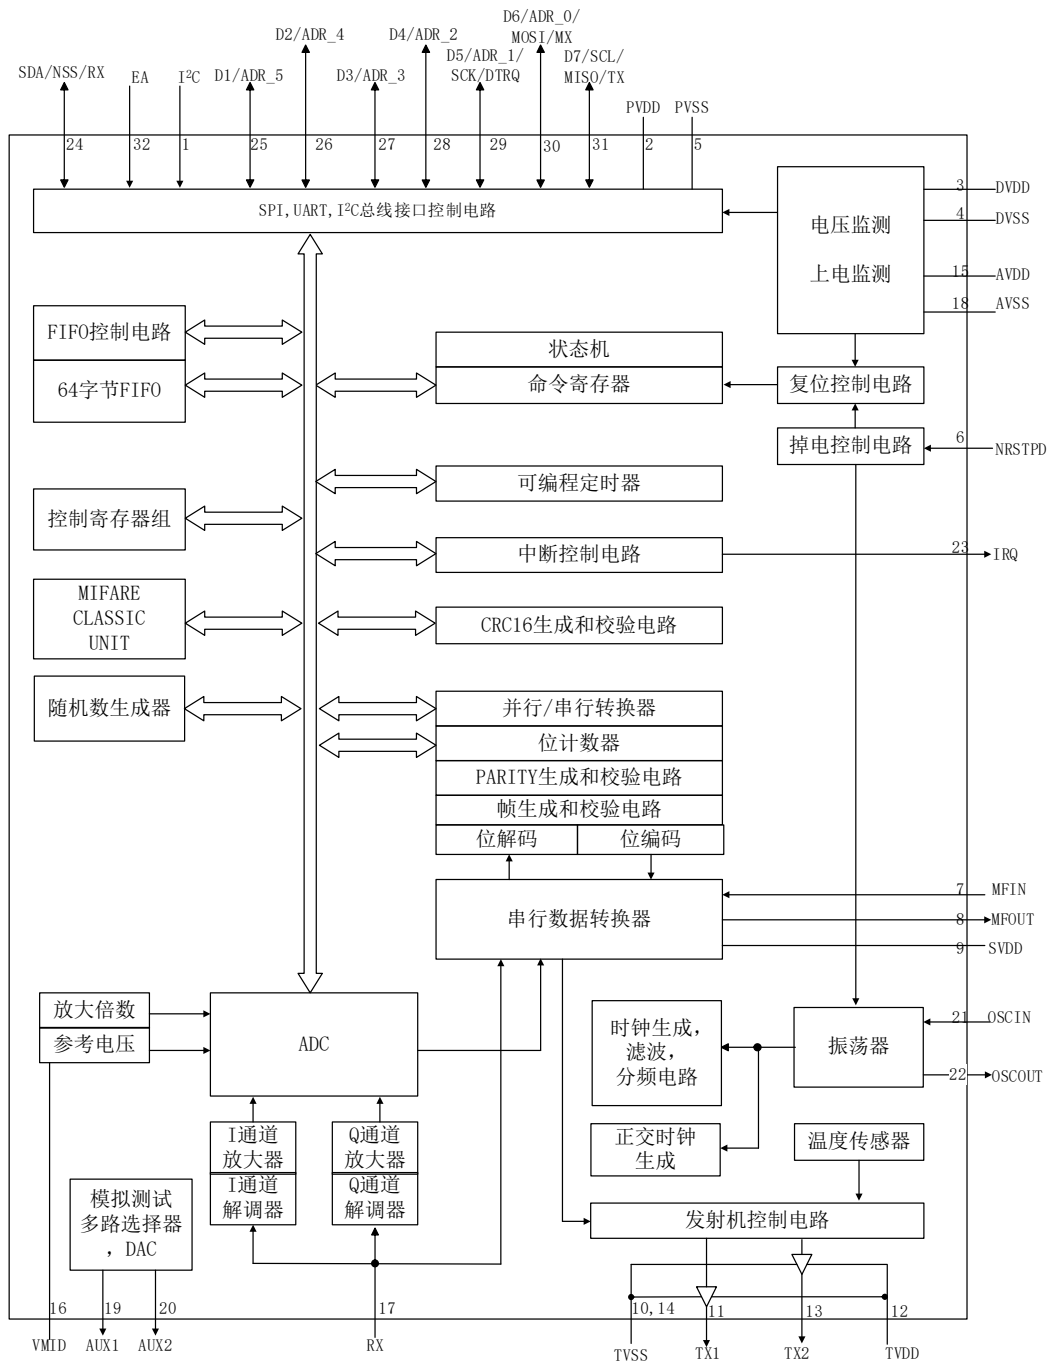 D6/ADR_0/
MOSI/MX
D2/ADR_4
D4/ADR_2
D5/ADR_1/
SCK/DTRQ
D7/SCL/
MISO/TX
SDA/NSS/RX
EA
I²C
D1/ADR_5
D3/ADR_3
PVDD
PVSS
24
32
1
25
26
27
28
29
30
31
2
5
SPI,UART,I²C总线接口控制电路
电压监测
上电监测
3
DVDD
4
DVSS
15
AVDD
18
AVSS
FIFO控制电路
64字节FIFO
状态机
命令寄存器
复位控制电路
掉电控制电路
6
NRSTPD
可编程定时器
控制寄存器组
中断控制电路
23
IRQ
MIFARE
CLASSIC
UNIT
CRC16生成和校验电路
随机数生成器
并行/串行转换器
位计数器
PARITY生成和校验电路
帧生成和校验电路
位解码
位编码
串行数据转换器
7
MFIN
8
MFOUT
9
SVDD
放大倍数
参考电压
ADC
时钟生成,
滤波,
分频电路
振荡器
21
OSCIN
22
OSCOUT
I通道
放大器
I通道
解调器
Q通道
放大器
Q通道
解调器
正交时钟
生成
温度传感器
模拟测试
多路选择器
,DAC
发射机控制电路
16
19
20
17
10,14
11
13
12
VMID
AUX1
AUX2
RX
TVSS
TX1
TX2
TVDD